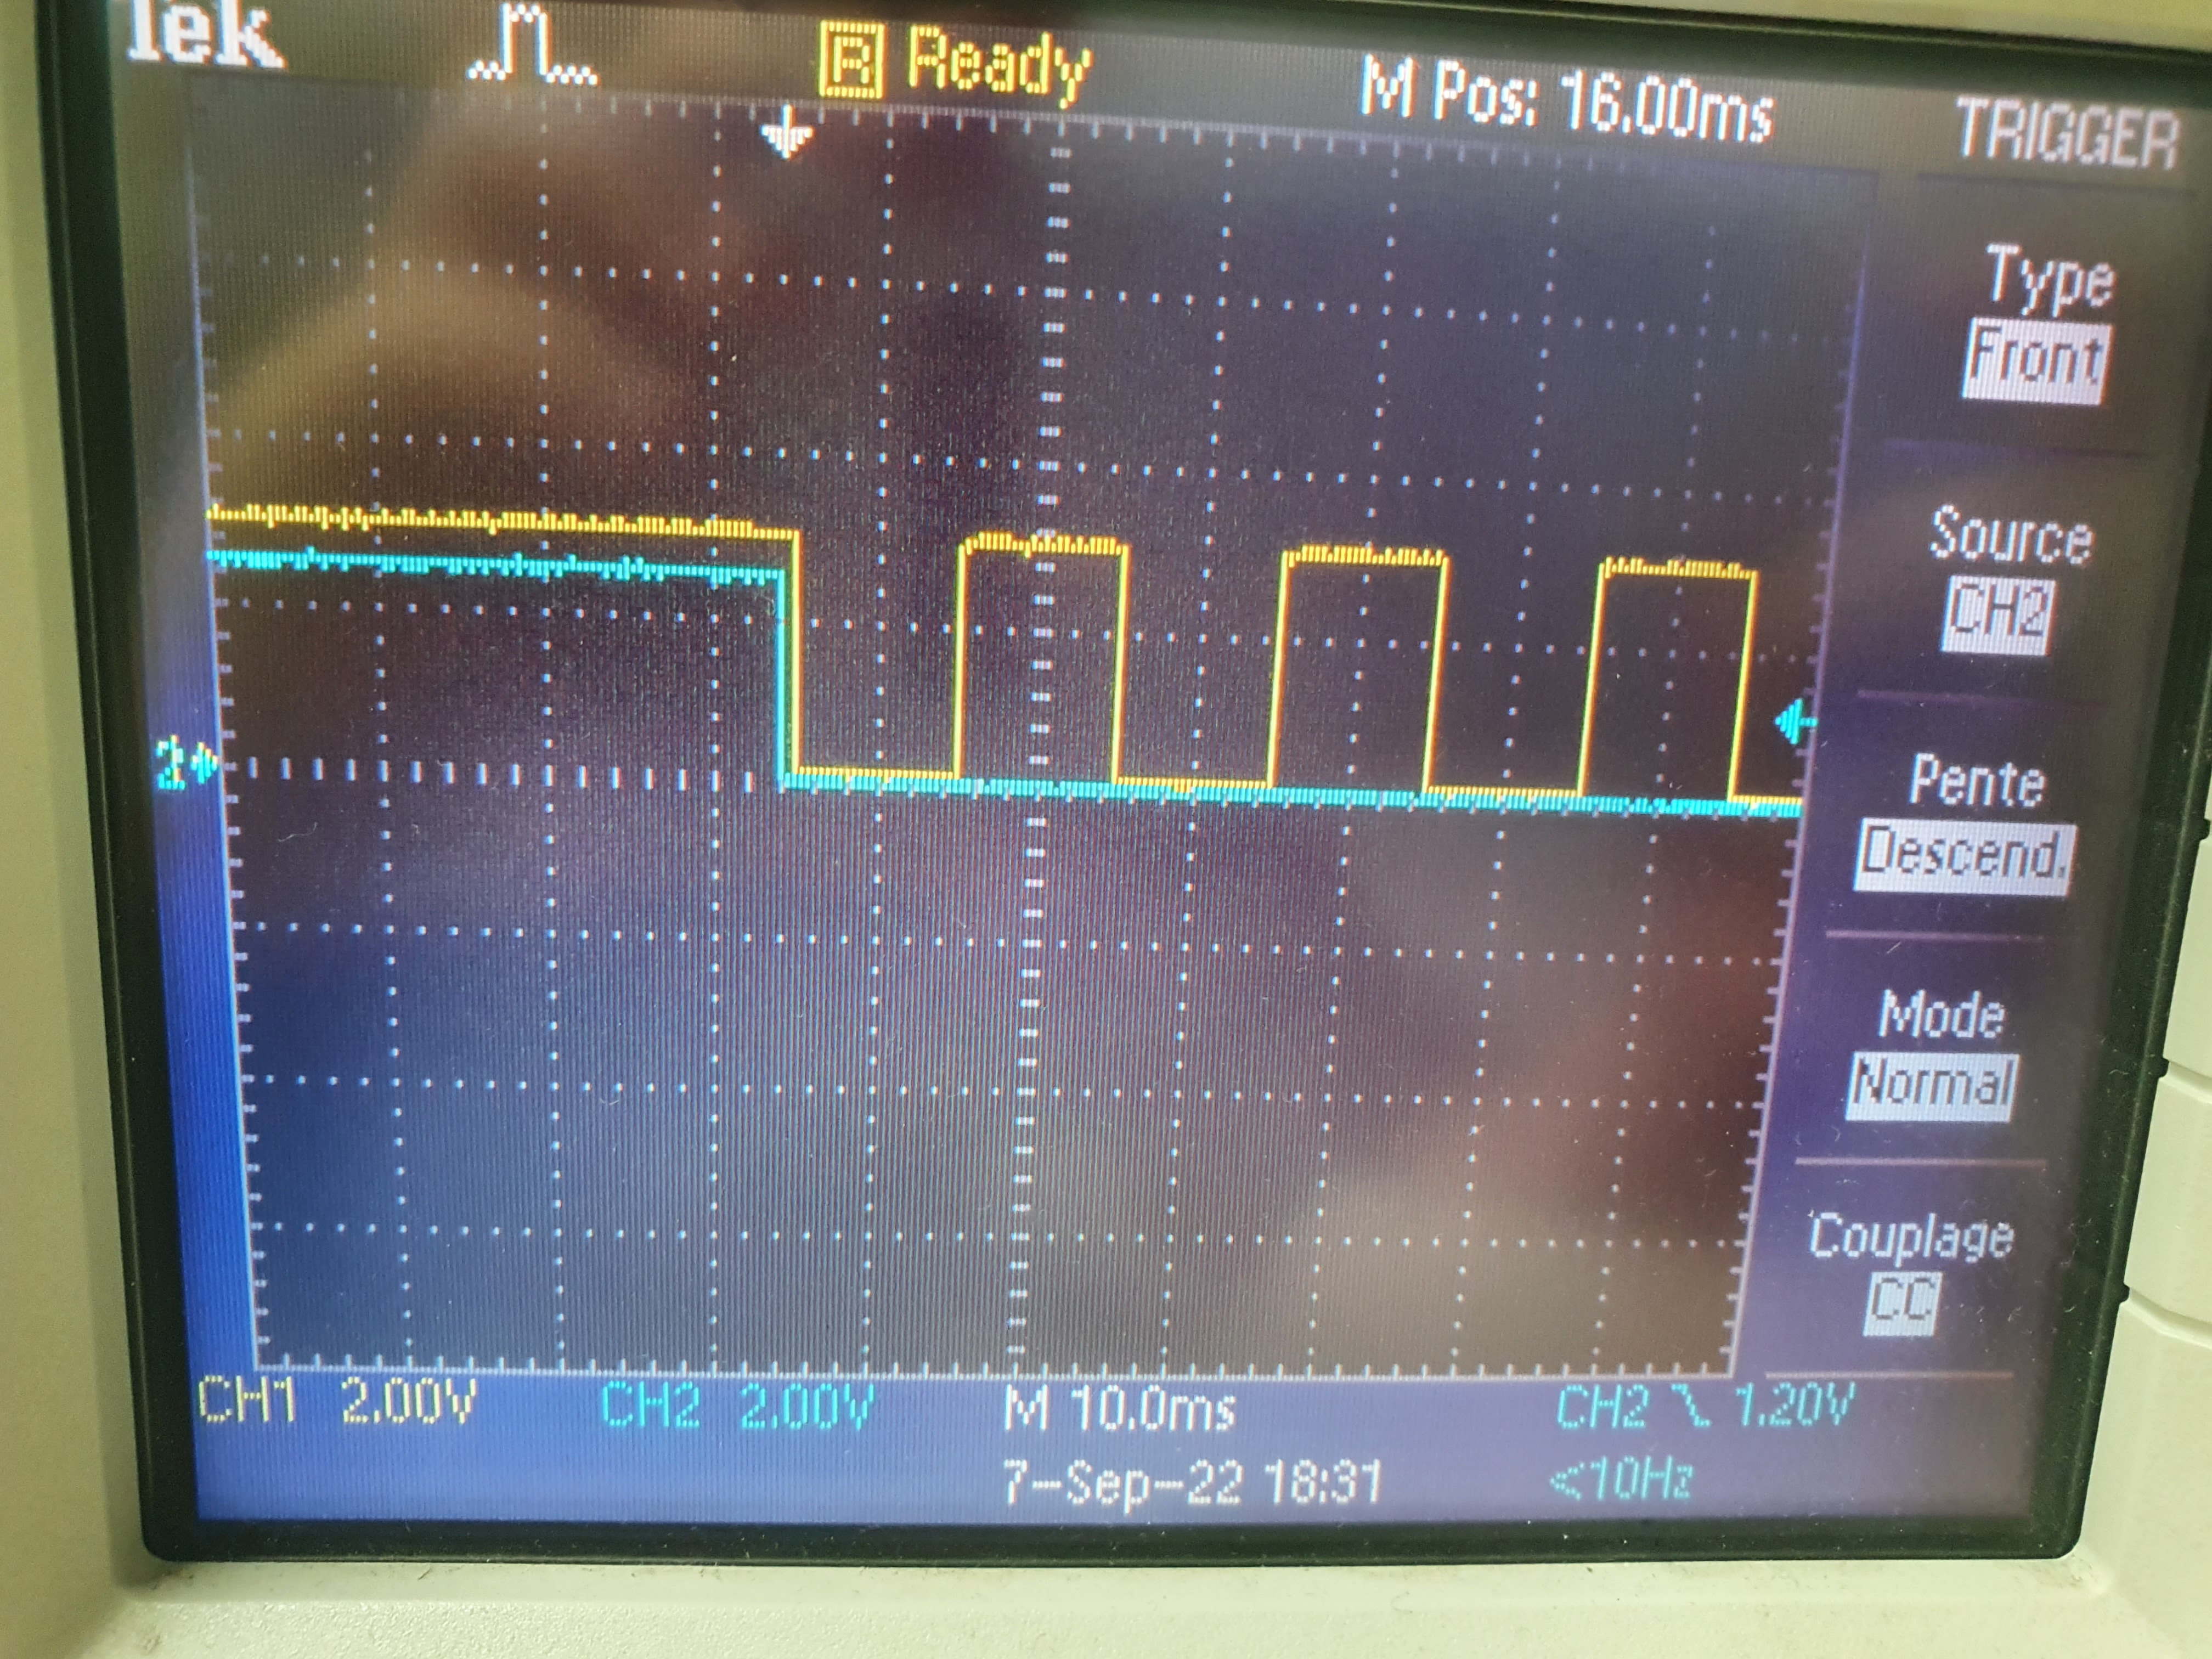 Tek
R Ready
M Pos: 16.00ms
TRIGGER
Type
Front
Source
CH2
Pente
Descend.
Mode
Normal
Couplage
CC
2
CH1 2.00V
CH2 2.00V
M 10.0ms
CH2 1.20V
7-Sep-22 18:31
<10Hz